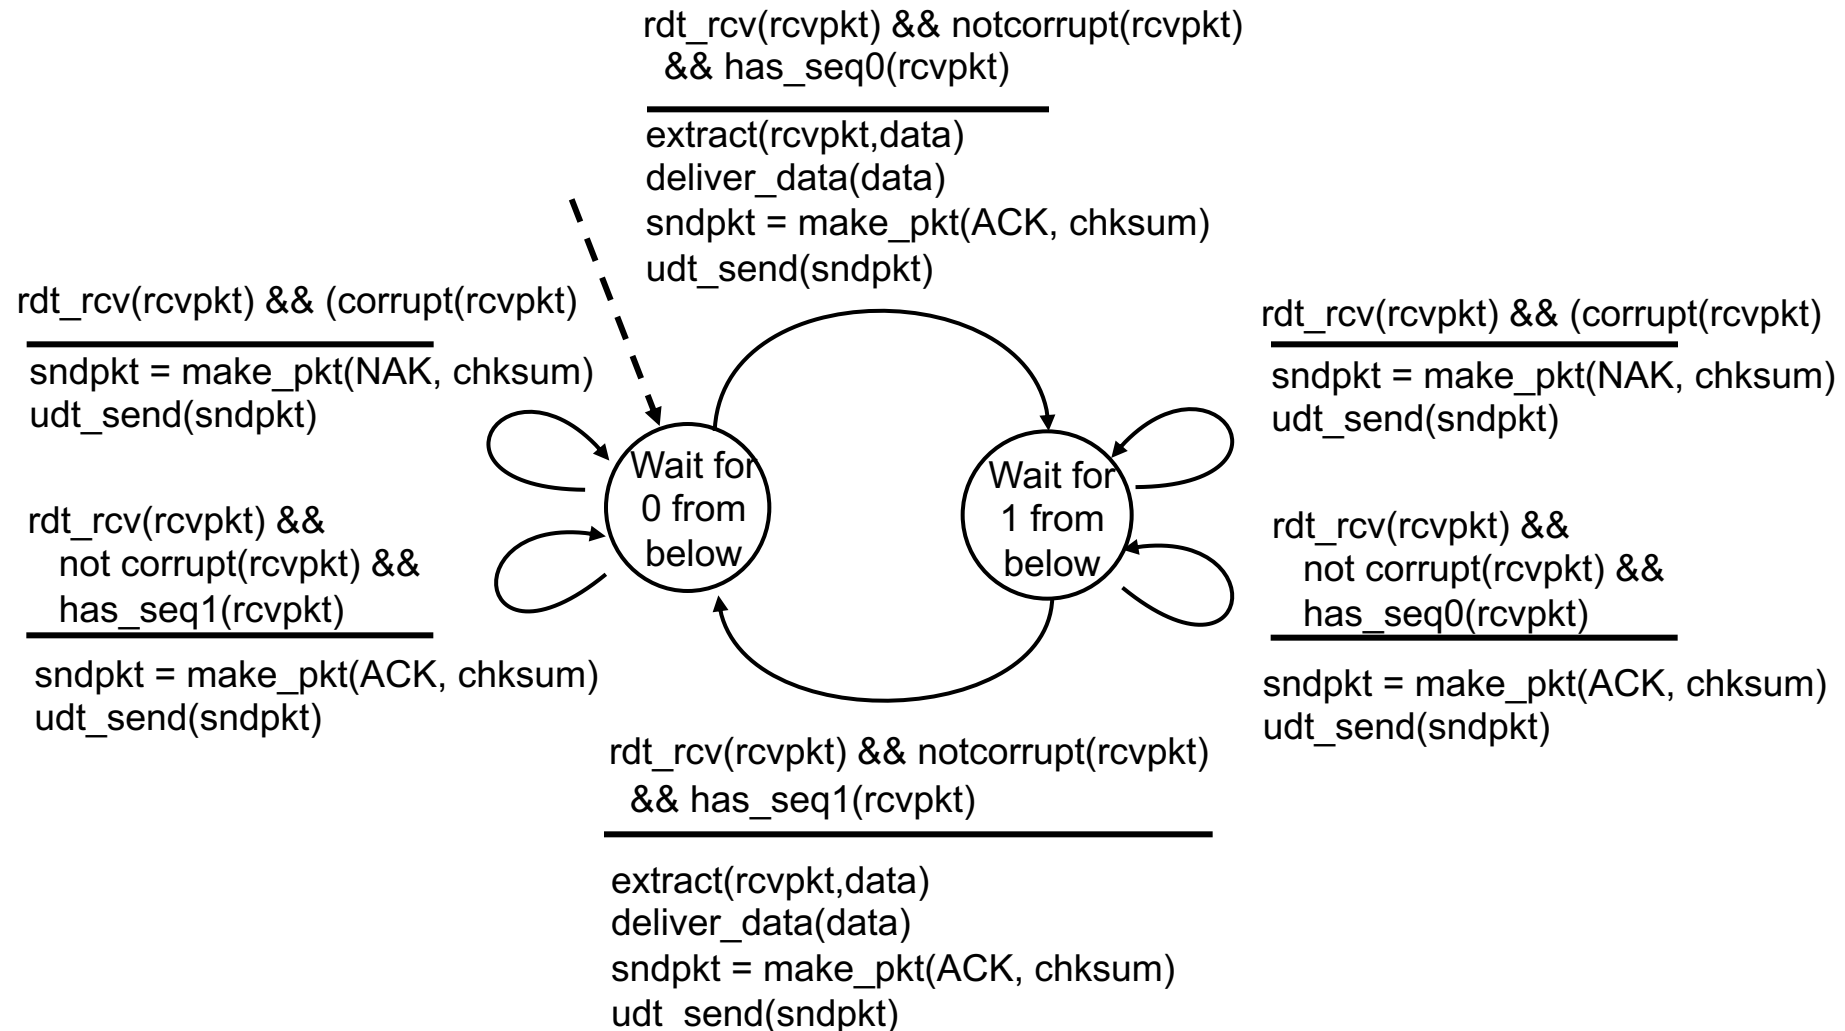 rdt_rcv(rcvpkt) && notcorrupt(rcvpkt)
&& has_seq0(rcvpkt)
extract(rcvpkt,data)
deliver_data(data)
sndpkt = make_pkt(ACK, chksum)
udt_send(sndpkt)
rdt_rcv(rcvpkt) && (corrupt(rcvpkt)
sndpkt = make_pkt(NAK, chksum)
udt_send(sndpkt)
rdt_rcv(rcvpkt) &&
not corrupt(rcvpkt) &&
has_seq1(rcvpkt)
sndpkt = make_pkt(ACK, chksum)
udt_send(sndpkt)
Wait for
0 from
below
Wait for
1 from
below
rdt_rcv(rcvpkt) && (corrupt(rcvpkt)
sndpkt = make_pkt(NAK, chksum)
udt_send(sndpkt)
rdt_rcv(rcvpkt) &&
not corrupt(rcvpkt) &&
has_seq0(rcvpkt)
sndpkt = make_pkt(ACK, chksum)
udt_send(sndpkt)
rdt_rcv(rcvpkt) && notcorrupt(rcvpkt)
&& has_seq1(rcvpkt)
extract(rcvpkt,data)
deliver_data(data)
sndpkt = make_pkt(ACK, chksum)
udt_send(sndpkt)